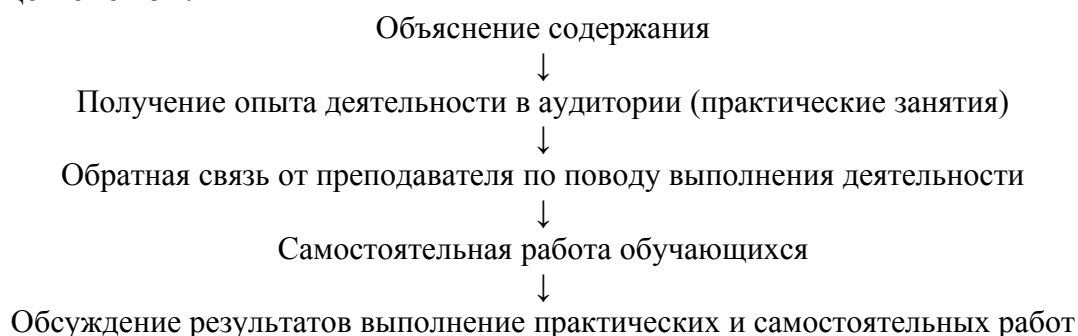 Объяснение содержания
↓
Получение опыта деятельности в аудитории (практические занятия)
↓
Обратная связь от преподавателя по поводу выполнения деятельности
↓
Самостоятельная работа обучающихся
↓
Обсуждение результатов выполнение практических и самостоятельных работ